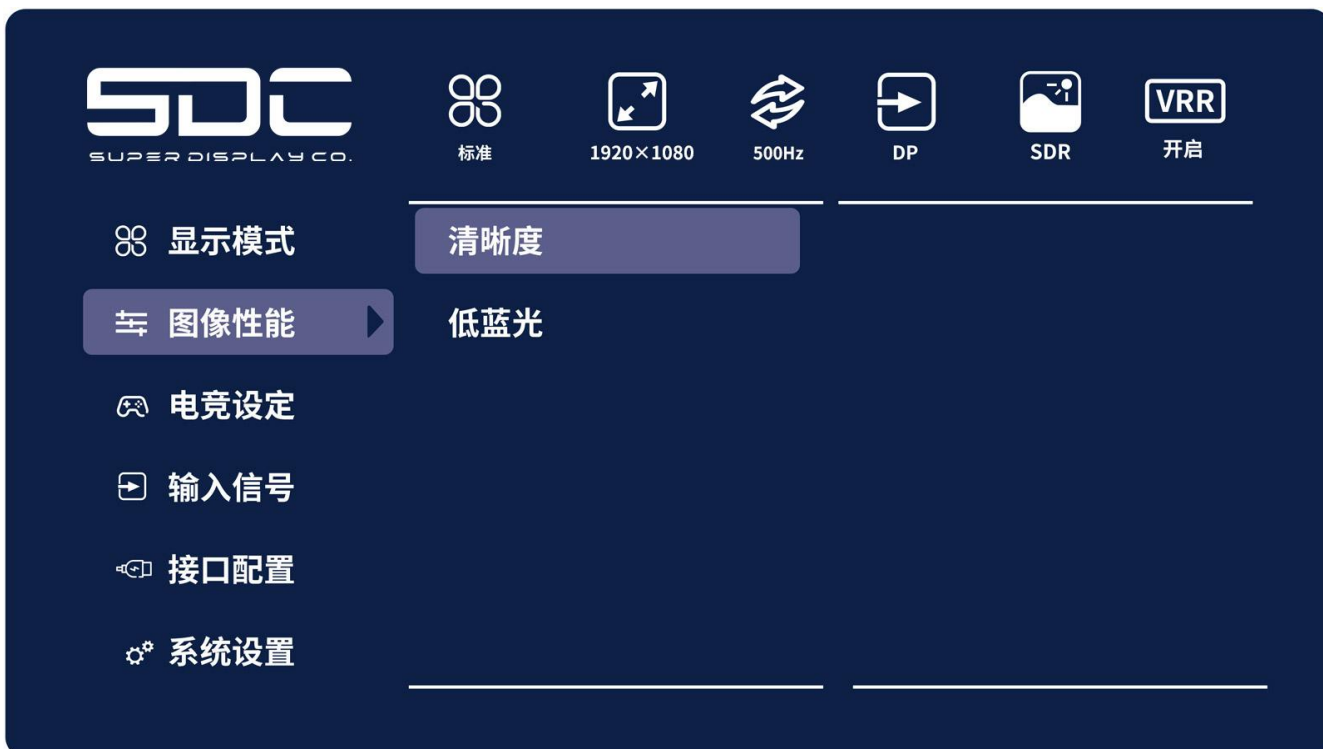 SDC
SUPER DISPLAY CO.
标准
1920×1080
500Hz
DP
SDR
VRR
开启
显示模式
图像性能
电竞设定
输入信号
接口配置
系统设置
清晰度
低蓝光